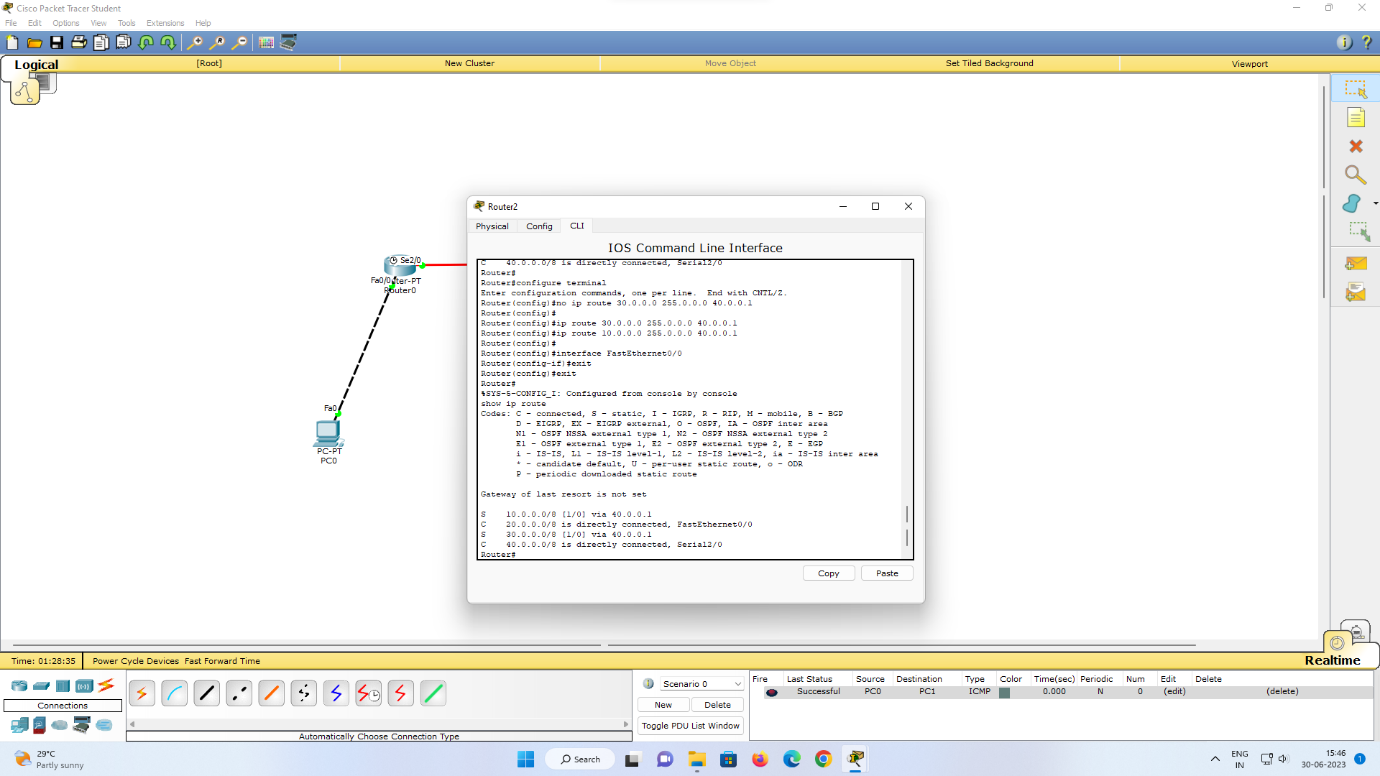 Cisco Packet Tracer Student
File Edit Options View Tools Extensions Help
Logical [Root] New Cluster Move Object Set Tiled Background Viewport
Router2
Physical Config CLI
IOS Command Line Interface
C 40.0.0.0/8 is directly connected, Serial2/0
Router#
Router#configure terminal
Enter configuration commands, one per line. End with CNTL/Z.
Router(config)#no ip route 30.0.0.0 255.0.0.0 40.0.0.1
Router(config)#
Router(config)#ip route 30.0.0.0 255.0.0.0 40.0.0.1
Router(config)#ip route 10.0.0.0 255.0.0.0 40.0.0.1
Router(config)#
Router(config)#interface FastEthernet0/0
Router(config-if)#exit
Router(config)#exit
Router#
%SYS-5-CONFIG_I: Configured from console by console
show ip route
Codes: C - connected, S - static, I - IGRP, R - RIP, M - mobile, B - BGP
D - EIGRP, EX - EIGRP external, O - OSPF, IA - OSPF inter area
N1 - OSPF NSSA external type 1, N2 - OSPF NSSA external type 2
E1 - OSPF external type 1, E2 - OSPF external type 2, E - EGP
i - IS-IS, L1 - IS-IS level-1, L2 - IS-IS level-2, ia - IS-IS inter area
* - candidate default, U - per-user static route, o - ODR
P - periodic downloaded static route
Gateway of last resort is not set
S 10.0.0.0/8 [1/0] via 40.0.0.1
C 20.0.0.0/8 is directly connected, FastEthernet0/0
S 30.0.0.0/8 [1/0] via 40.0.0.1
C 40.0.0.0/8 is directly connected, Serial2/0
Router#
Copy Paste
Se2/0
Fa0/0
Router0
Fa0
PC-PT
PC0
Time: 01:28:35 Power Cycle Devices Fast Forward Time Realtime
Connections
Automatically Choose Connection Type
Scenario 0
New Delete
Toggle PDU List Window
Fire Last Status Source Destination Type Color Time(sec) Periodic Num Edit Delete
Successful PC0 PC1 ICMP 0.000 N 0 (edit) (delete)
29°C
Partly sunny
Search
ENG
IN
15:46
30-06-2023
1